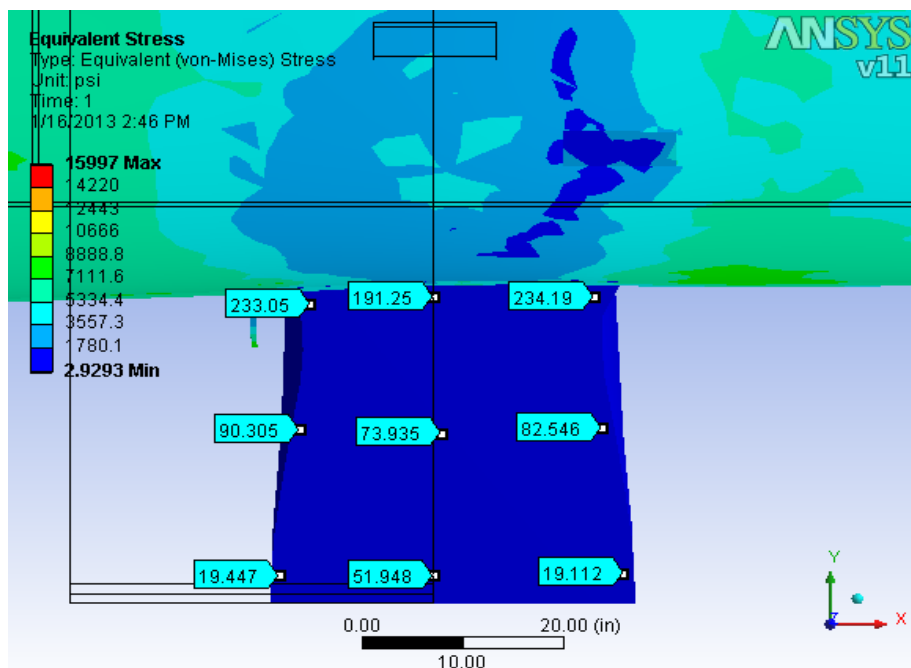 Equivalent Stress
Type: Equivalent (von-Mises) Stress
Unit: psi
Time: 1
1/16/2013 2:46 PM
ANSYS
v11
15997 Max
14220
12443
10666
8888.8
7111.6
5334.4
3557.3
1780.1
2.9293 Min
233.05 191.25 234.19
90.305 73.935 82.546
19.447 51.948 19.112
0.00 20.00 (in)
10.00
Y
Z X